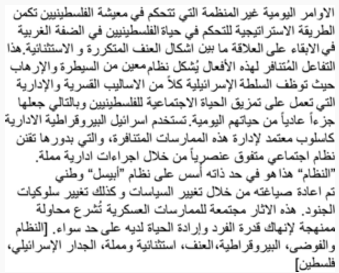 الاوامر اليومية غير المنظمة التي تتحكم في معيشة الفلسطينيين تكمن
الطريقة الاستراتيجية للتحكم في حياة الفلسطينيين في الضفة الغربية
في الابقاء على العلاقة ما بين اشكال العنف المتكررة و الاستثنائية.هذا
التفاعل المُتنافر لهذه الأفعال يُشكل نظام معين من السيطرة والإرهاب
حيث توظف السلطة الإسرائيلية كلاً من الاساليب القسرية والإدارية
التي تعمل على تمزيق الحياة الاجتماعية للفلسطينيين وبالتالي جعلها
جزءاً عادياً من حياتهم اليومية.تستخدم اسرائيل البيروقراطية الادارية
كاسلوب معتمد لإدارة هذه الممارسات المتنافرة، والتي بدورها تقنن
نظام اجتماعي متفوق عنصرياً من خلال اجراءات ادارية مملة.
"النظام" هذا هو في حد ذاته أسس على نظام "أبيسل" وطني
تم اعادة صياغته من خلال تغيير السياسات و كذلك تغيير سلوكيات
الجنود. هذه الاثار مجتمعة للممارسات العسكرية تُشرع محاولة
ممنهجة لإنهاك قدرة الفرد وإرادة الحياة لديه على حد سواء. [النظام
والفوضى، البيروقراطية،العنف، استثنائية ومملة، الجدار الإسرائيلي،
فلسطين]